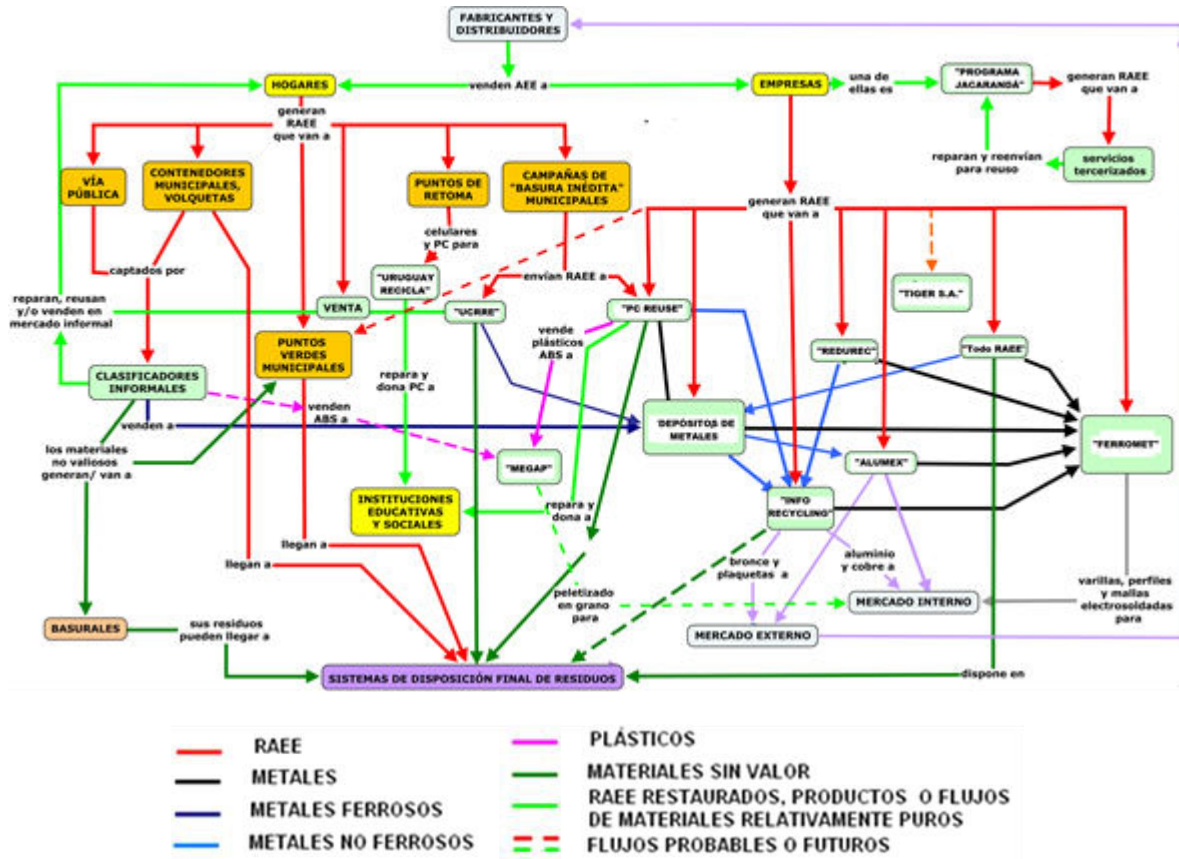 FABRICANTES Y
DISTRIBUIDORES
HOGARES
venden AEE a
EMPRESAS
una de
ellas es
"PROGRAMA
JACARANDÁ"
generan RAEE
que van a
generan
RAEE
que van a
reparan y reenvían
para reuso
servicios
tercerizados
VÍA
PÚBLICA
CONTENEDORES
MUNICIPALES,
VOLQUETAS
PUNTOS DE
RETOMA
CAMPAÑAS DE
"BASURA INÉDITA"
MUNICIPALES
generan RAEE
que van a
celulares
y PC para
captados por
envían RAEE a
"URUGUAY
RECICLA"
"TIGER S.A."
reparan, reusan
y/o venden en
mercado informal
VENTA
"UCRRE"
"PC REUSE"
vende
plásticos
ABS a
PUNTOS
VERDES
MUNICIPALES
"REDUREC"
"Todo RAEE"
repara y
dona PC a
CLASIFICADORES
INFORMALES
venden
ABS a
venden a
DEPÓSITOS DE
METALES
los materiales
no valiosos
generan/ van a
"MEGAP"
"ALUMEX"
"FERROMET"
INSTITUCIONES
EDUCATIVAS
Y SOCIALES
repara y
dona a
"INFO
RECYCLING"
llegan a
llegan a
bronce y
plaquetas a
aluminio
y cobre a
peletizado
en grano
para
MERCADO INTERNO
varillas, perfiles
y mallas
electrosoldadas
para
BASURALES
sus residuos
pueden llegar a
MERCADO EXTERNO
SISTEMAS DE DISPOSICIÓN FINAL DE RESIDUOS
dispone en
RAEE
METALES
METALES FERROSOS
METALES NO FERROSOS
PLÁSTICOS
MATERIALES SIN VALOR
RAEE RESTAURADOS, PRODUCTOS O FLUJOS
DE MATERIALES RELATIVAMENTE PUROS
FLUJOS PROBABLES O FUTUROS